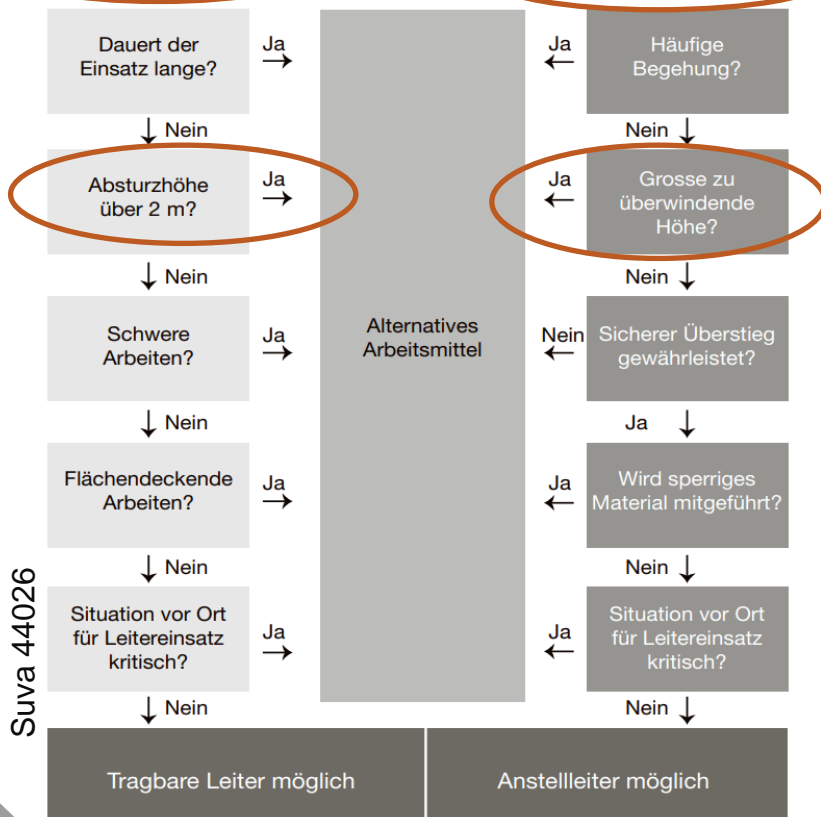 Dauert der
Einsatz lange?
Ja
Nein
Absturzhöhe
über 2 m?
Ja
Nein
Schwere
Arbeiten?
Ja
Nein
Flächendeckende
Arbeiten?
Ja
Nein
Situation vor Ort
für Leitereinsatz
kritisch?
Ja
Nein
Tragbare Leiter möglich
Alternatives
Arbeitsmittel
Häufige
Begehung?
Ja
Nein
Grosse zu
überwindende
Höhe?
Ja
Nein
Sicherer Überstieg
gewährleistet?
Nein
Ja
Wird sperriges
Material mitgeführt?
Ja
Nein
Situation vor Ort
für Leitereinsatz
kritisch?
Ja
Nein
Anstellleiter möglich
Suva 44026